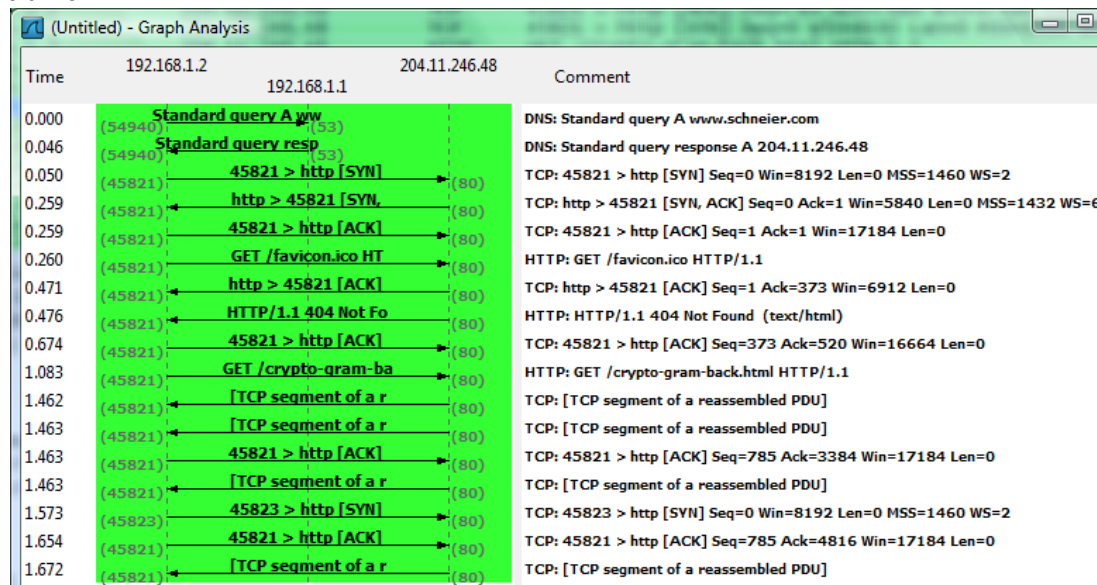 (Untitled) - Graph Analysis
Time 192.168.1.2 192.168.1.1 204.11.246.48 Comment
0.000 Standard query A ww (54940) (53) DNS: Standard query A www.schneier.com
0.046 Standard query resp (54940) (53) DNS: Standard query response A 204.11.246.48
0.050 45821 > http [SYN] (45821) (80) TCP: 45821 > http [SYN] Seq=0 Win=8192 Len=0 MSS=1460 WS=2
0.259 http > 45821 [SYN, (45821) (80) TCP: http > 45821 [SYN, ACK] Seq=0 Ack=1 Win=5840 Len=0 MSS=1432 WS=6
0.259 45821 > http [ACK] (45821) (80) TCP: 45821 > http [ACK] Seq=1 Ack=1 Win=17184 Len=0
0.260 GET /favicon.ico HT (45821) (80) HTTP: GET /favicon.ico HTTP/1.1
0.471 http > 45821 [ACK] (45821) (80) TCP: http > 45821 [ACK] Seq=1 Ack=373 Win=6912 Len=0
0.476 HTTP/1.1 404 Not Fo (45821) (80) HTTP: HTTP/1.1 404 Not Found (text/html)
0.674 45821 > http [ACK] (45821) (80) TCP: 45821 > http [ACK] Seq=373 Ack=520 Win=16664 Len=0
1.083 GET /crypto-gram-ba (45821) (80) HTTP: GET /crypto-gram-back.html HTTP/1.1
1.462 [TCP segment of a r (45821) (80) TCP: [TCP segment of a reassembled PDU]
1.463 [TCP segment of a r (45821) (80) TCP: [TCP segment of a reassembled PDU]
1.463 45821 > http [ACK] (45821) (80) TCP: 45821 > http [ACK] Seq=785 Ack=3384 Win=17184 Len=0
1.463 [TCP segment of a r (45821) (80) TCP: [TCP segment of a reassembled PDU]
1.573 45823 > http [SYN] (45823) (80) TCP: 45823 > http [SYN] Seq=0 Win=8192 Len=0 MSS=1460 WS=2
1.654 45821 > http [ACK] (45821) (80) TCP: 45821 > http [ACK] Seq=785 Ack=4816 Win=17184 Len=0
1.672 [TCP segment of a r (45821) (80) TCP: [TCP segment of a reassembled PDU]